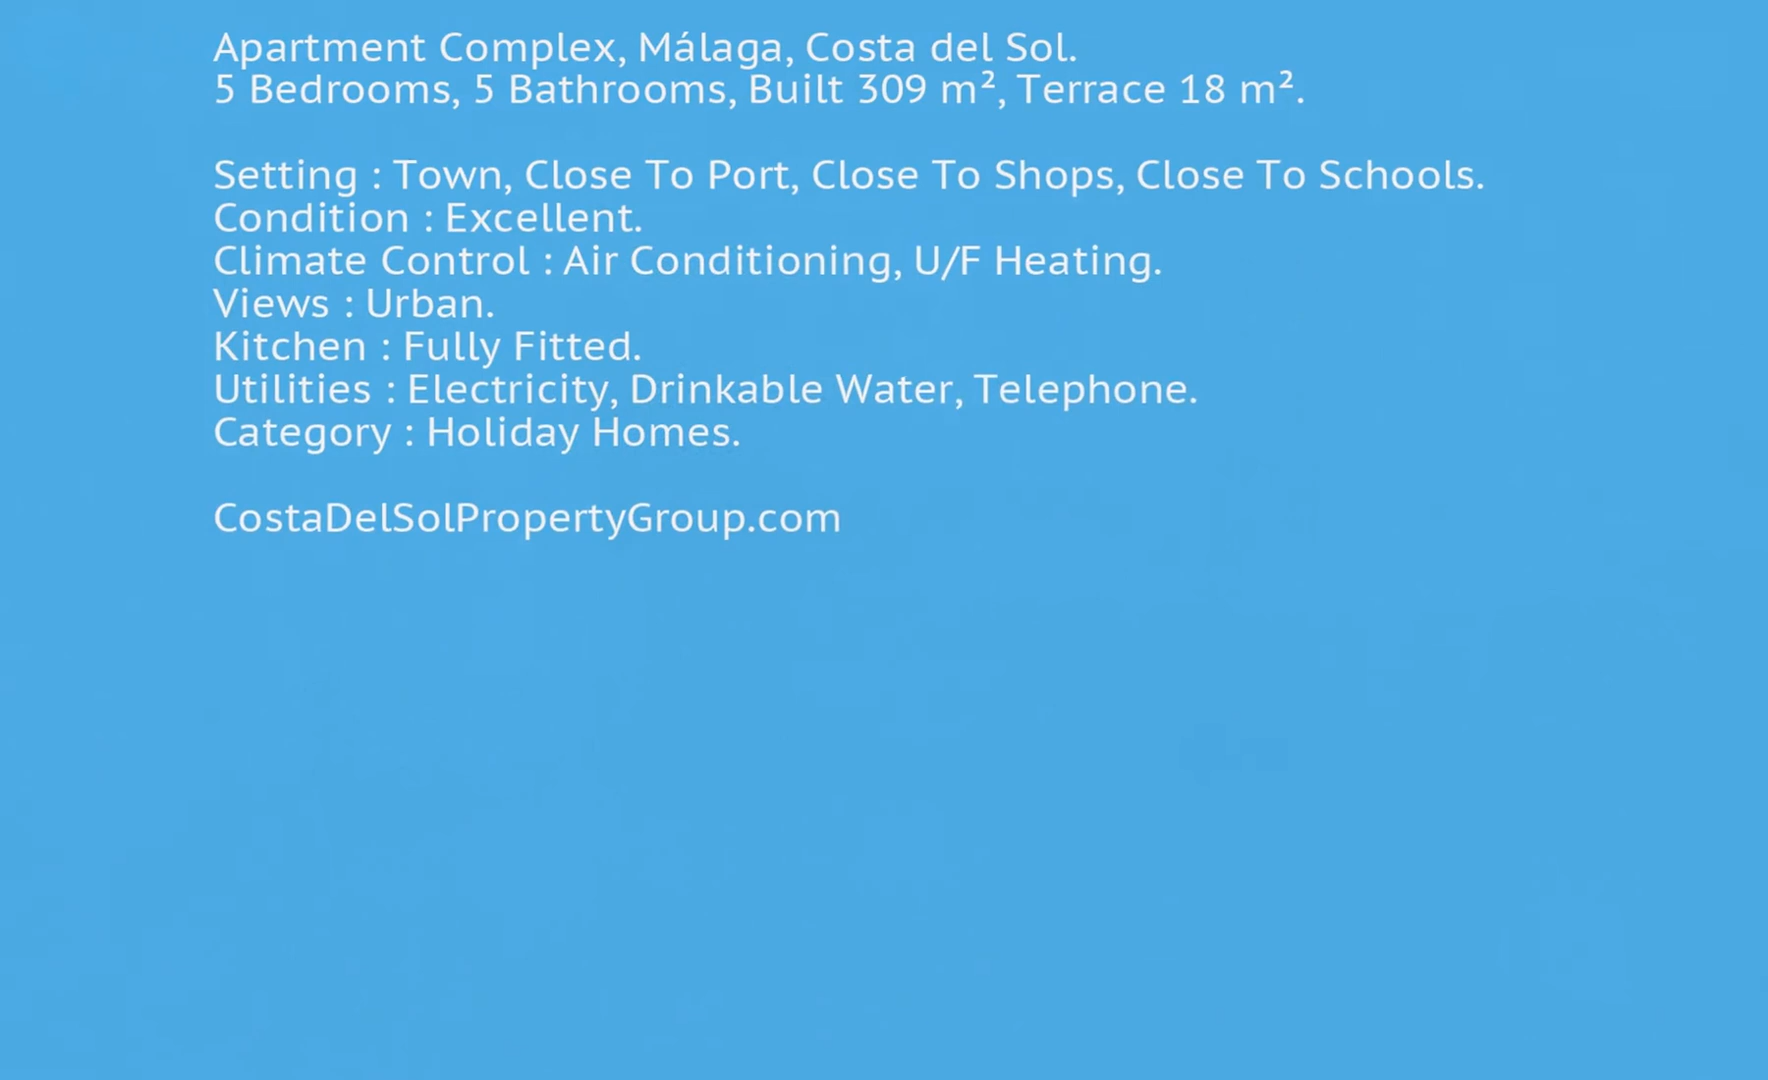 Apartment Complex, Málaga, Costa del Sol.
5 Bedrooms, 5 Bathrooms, Built 309 m², Terrace 18 m².
Setting : Town, Close To Port, Close To Shops, Close To Schools.
Condition : Excellent.
Climate Control : Air Conditioning, U/F Heating.
Views : Urban.
Kitchen : Fully Fitted.
Utilities : Electricity, Drinkable Water, Telephone.
Category : Holiday Homes.
CostaDelSolPropertyGroup.com